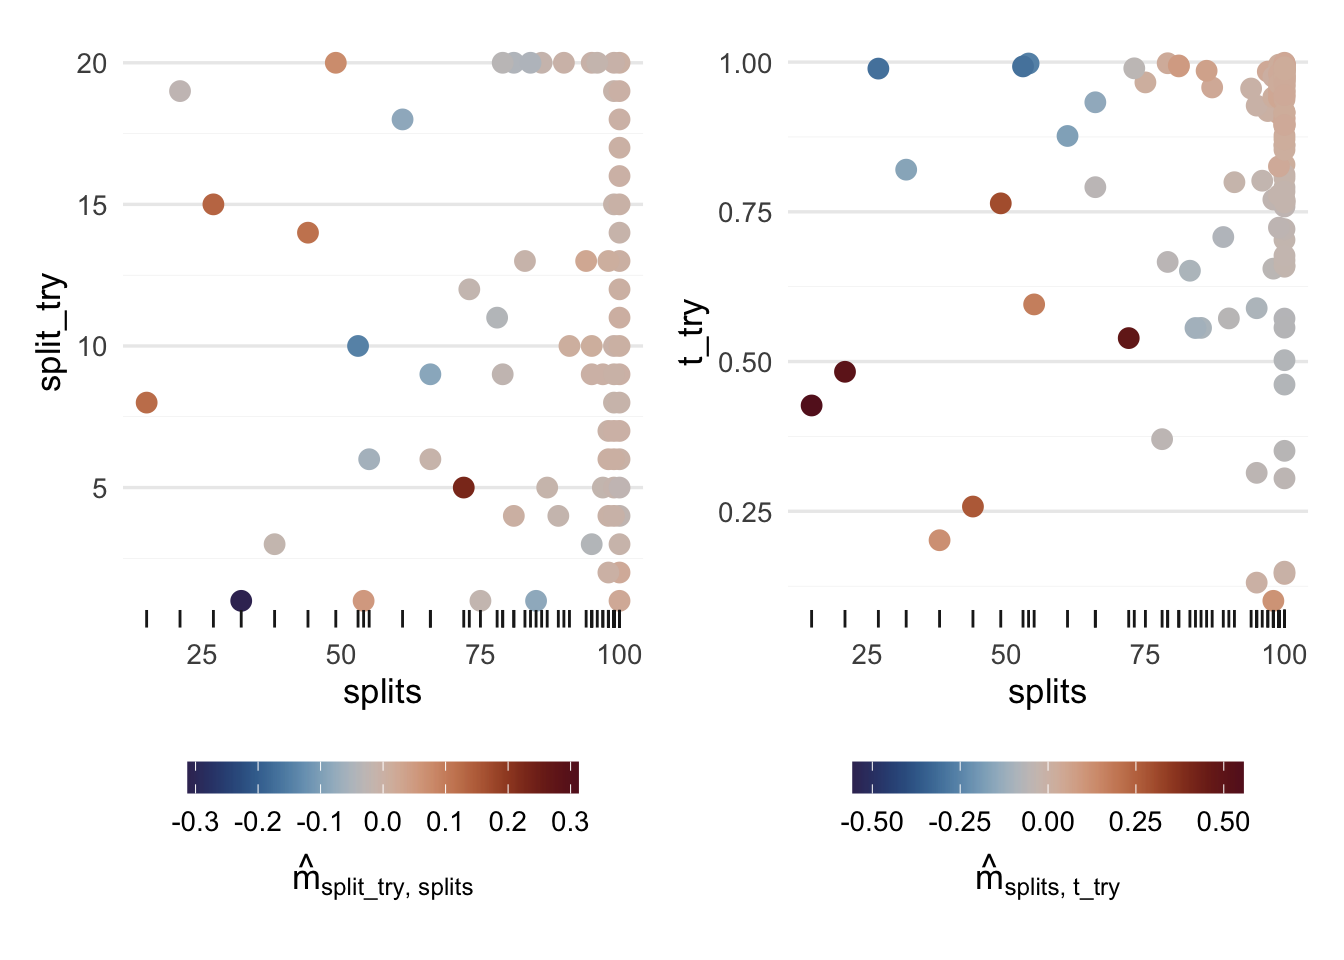 20
15
10
5
split_try
25 50 75 100
splits
-0.3 -0.2 -0.1 0.0 0.1 0.2 0.3
m̂split_try, splits
1.00
0.75
0.50
0.25
t_try
25 50 75 100
splits
-0.50 -0.25 0.00 0.25 0.50
m̂splits, t_try